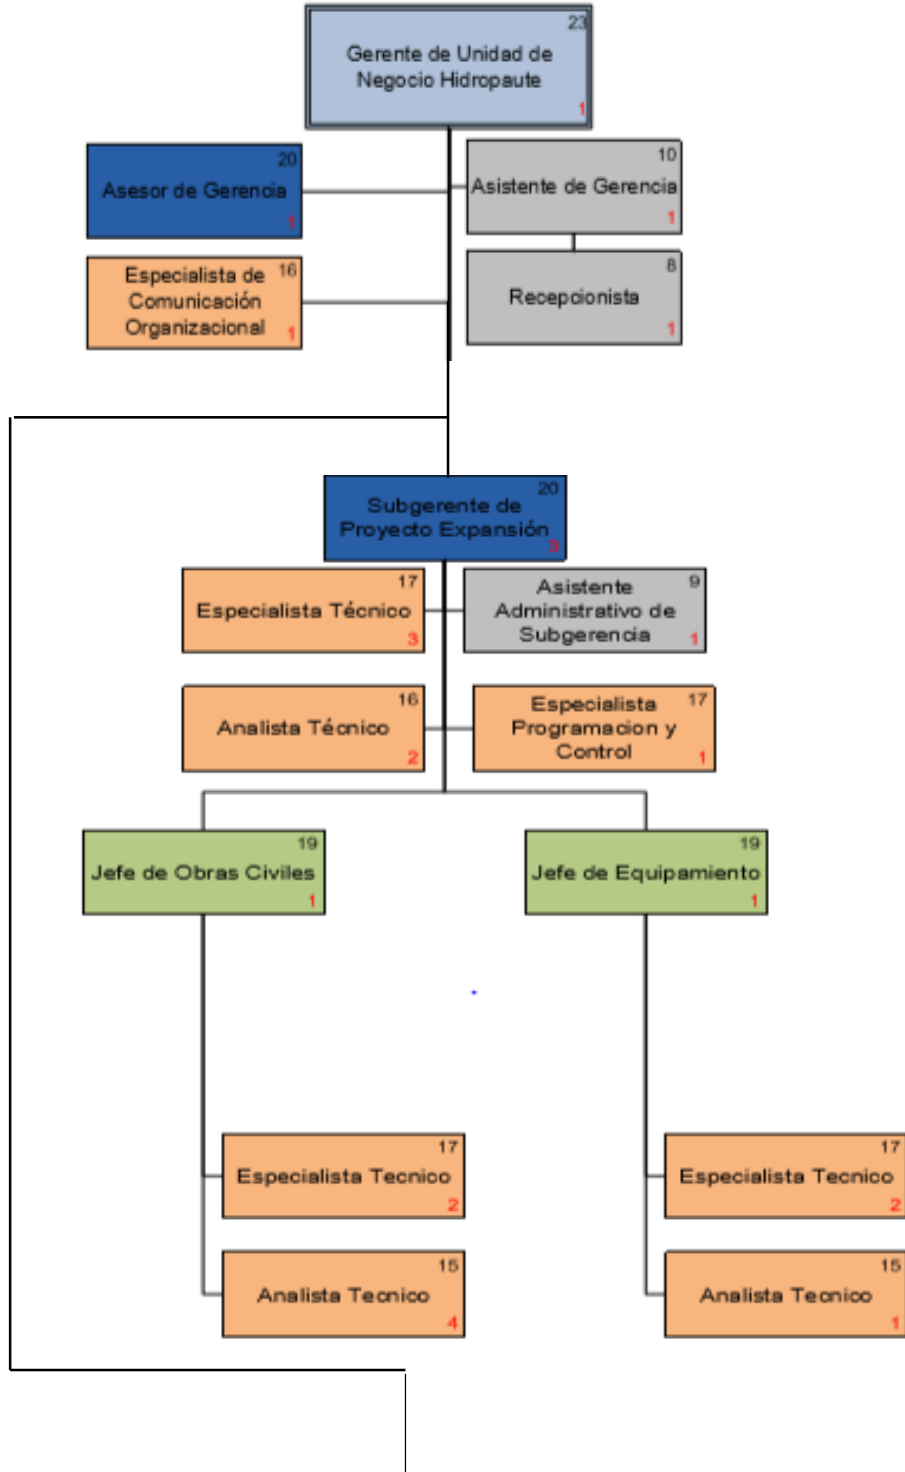 23
Gerente de Unidad de
Negocio Hidropaute
1
20
Asesor de Gerencia
1
10
Asistente de Gerencia
1
16
Especialista de
Comunicación
Organizacional
1
8
Recepcionista
1
20
Subgerente de
Proyecto Expansión
3
17
Especialista Técnico
3
9
Asistente
Administrativo de
Subgerencia
1
16
Analista Técnico
2
17
Especialista
Programacion y
Control
1
19
Jefe de Obras Civiles
1
19
Jefe de Equipamiento
1
17
Especialista Tecnico
2
17
Especialista Tecnico
2
15
Analista Tecnico
4
15
Analista Tecnico
1